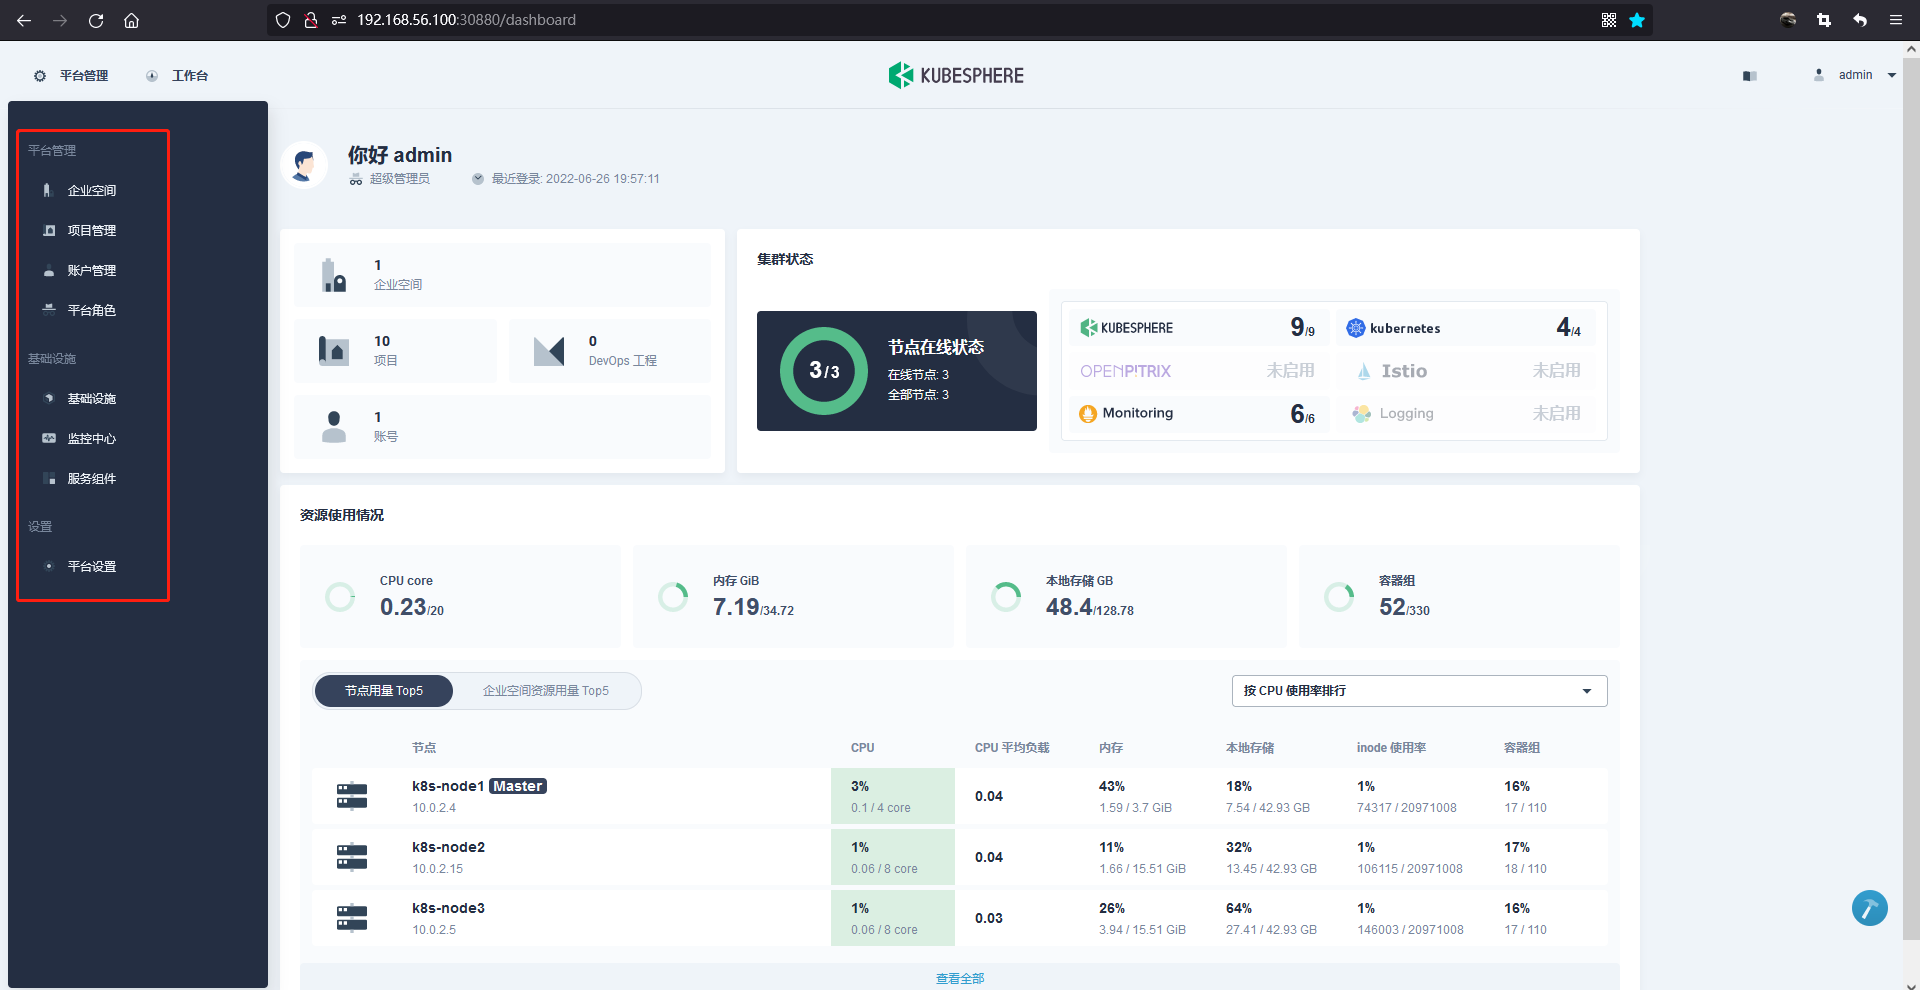 192.168.56.100:30880/dashboard
平台管理
工作台
KUBESPHERE
admin
平台管理
企业空间
项目管理
账户管理
平台角色
基础设施
基础设施
监控中心
服务组件
设置
平台设置
你好 admin
超级管理员
最近登录: 2022-06-26 19:57:11
1
企业空间
10
项目
0
DevOps 工程
1
账号
集群状态
3/3
节点在线状态
在线节点: 3
全部节点: 3
KUBESPHERE 9/9
kubernetes 4/4
OPENPITRIX 未启用
Istio 未启用
Monitoring 6/6
Logging 未启用
资源使用情况
CPU core
0.23/20
内存 GiB
7.19/34.72
本地存储 GB
48.4/128.78
容器组
52/330
节点用量 Top5
企业空间资源用量 Top5
按 CPU 使用率排行
节点 CPU CPU 平均负载 内存 本地存储 inode 使用率 容器组
k8s-node1 Master 3% 0.04 43% 18% 1% 16%
10.0.2.4 0.1 / 4 core 1.59 / 3.7 GiB 7.54 / 42.93 GB 74317 / 20971008 17 / 110
k8s-node2 1% 0.04 11% 32% 1% 17%
10.0.2.15 0.06 / 8 core 1.66 / 15.51 GiB 13.45 / 42.93 GB 106115 / 20971008 18 / 110
k8s-node3 1% 0.03 26% 64% 1% 16%
10.0.2.5 0.06 / 8 core 3.94 / 15.51 GiB 27.41 / 42.93 GB 146003 / 20971008 17 / 110
查看全部